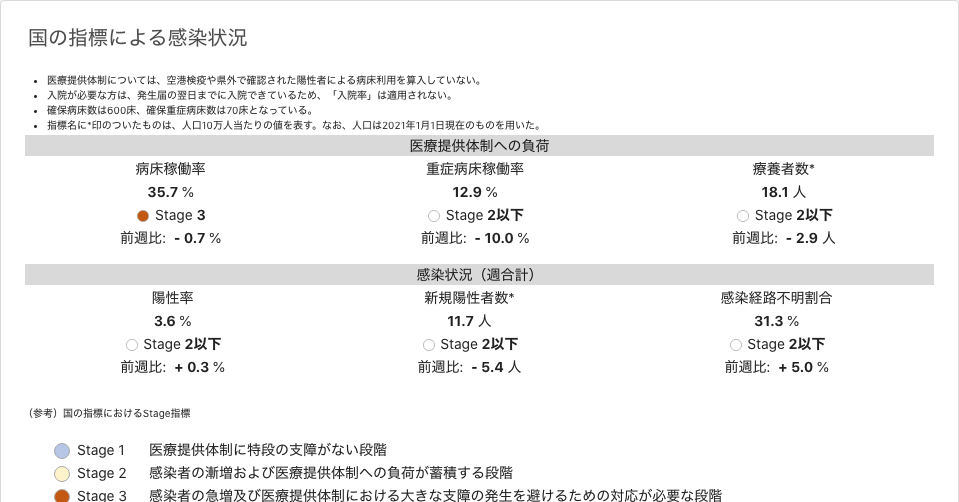 国の指標による感染状況
• 医療提供体制については、空港検疫や県外で確認された陽性者による病床利用を算入していない。
• 入院が必要な方は、発生届の翌日までに入院できているため、「入院率」は適用されない。
• 確保病床数は600床、確保重症病床数は70床となっている。
• 指標名に*印のついたものは、人口10万人当たりの値を表す。なお、人口は2021年1月1日現在のものを用いた。
医療提供体制への負荷
病床稼働率 重症病床稼働率 療養者数*
35.7 % 12.9 % 18.1 人
Stage 3 Stage 2以下 Stage 2以下
前週比: - 0.7 % 前週比: - 10.0 % 前週比: - 2.9 人
感染状況（週合計）
陽性率 新規陽性者数* 感染経路不明割合
3.6 % 11.7 人 31.3 %
Stage 2以下 Stage 2以下 Stage 2以下
前週比: + 0.3 % 前週比: - 5.4 人 前週比: + 5.0 %
（参考）国の指標におけるStage指標
Stage 1 医療提供体制に特段の支障がない段階
Stage 2 感染者の漸増および医療提供体制への負荷が蓄積する段階
Stage 3 感染者の急増及び医療提供体制における大きな支障の発生を避けるための対応が必要な段階